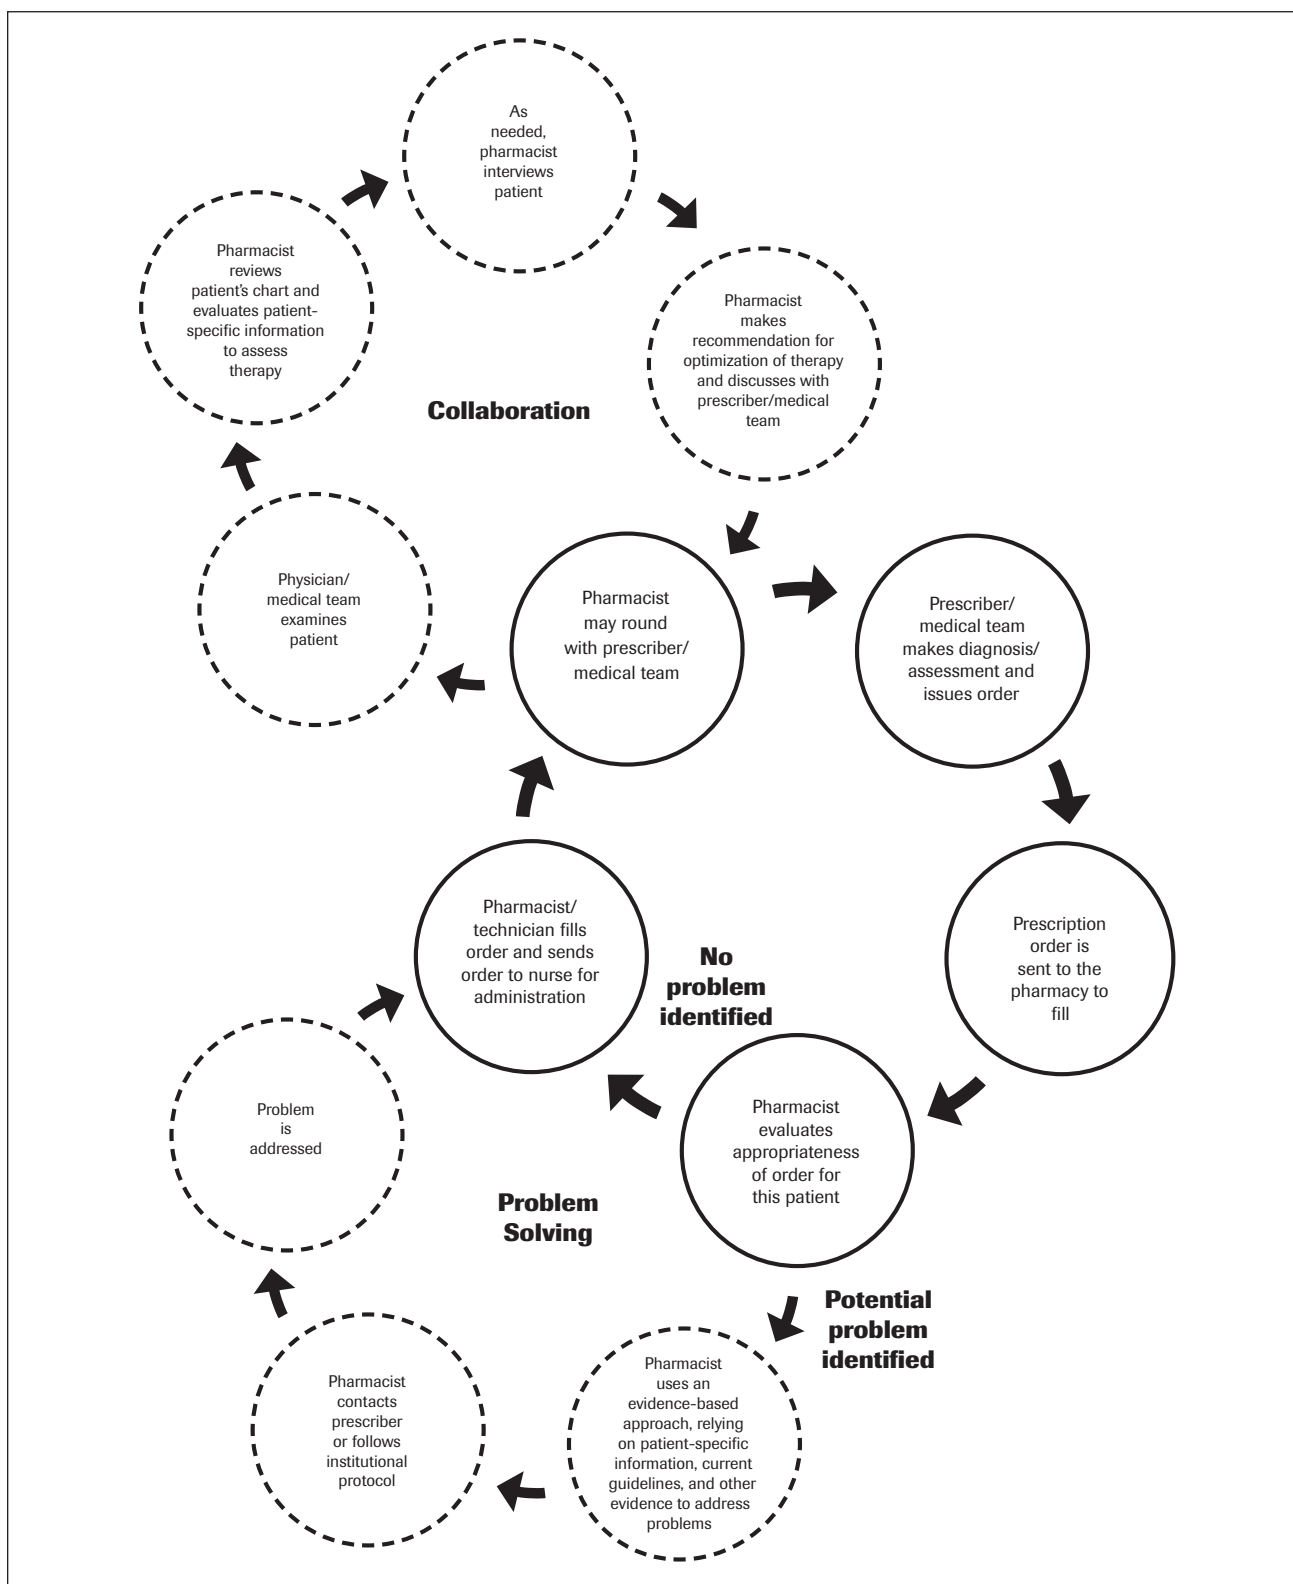 As
needed,
pharmacist
interviews
patient
Pharmacist
reviews
patient's chart and
evaluates patient-
specific information
to assess
therapy
Pharmacist
makes
recommendation for
optimization of therapy
and discusses with
prescriber/medical
team
Collaboration
Physician/
medical team
examines
patient
Pharmacist
may round
with prescriber/
medical team
Prescriber/
medical team
makes diagnosis/
assessment and
issues order
Pharmacist/
technician fills
order and sends
order to nurse for
administration
No
problem
identified
Prescription
order is
sent to the
pharmacy to
fill
Problem
is
addressed
Pharmacist
evaluates
appropriateness
of order for
this patient
Problem
Solving
Potential
problem
identified
Pharmacist
contacts
prescriber
or follows
institutional
protocol
Pharmacist
uses an
evidence-based
approach, relying
on patient-specific
information, current
guidelines, and other
evidence to address
problems